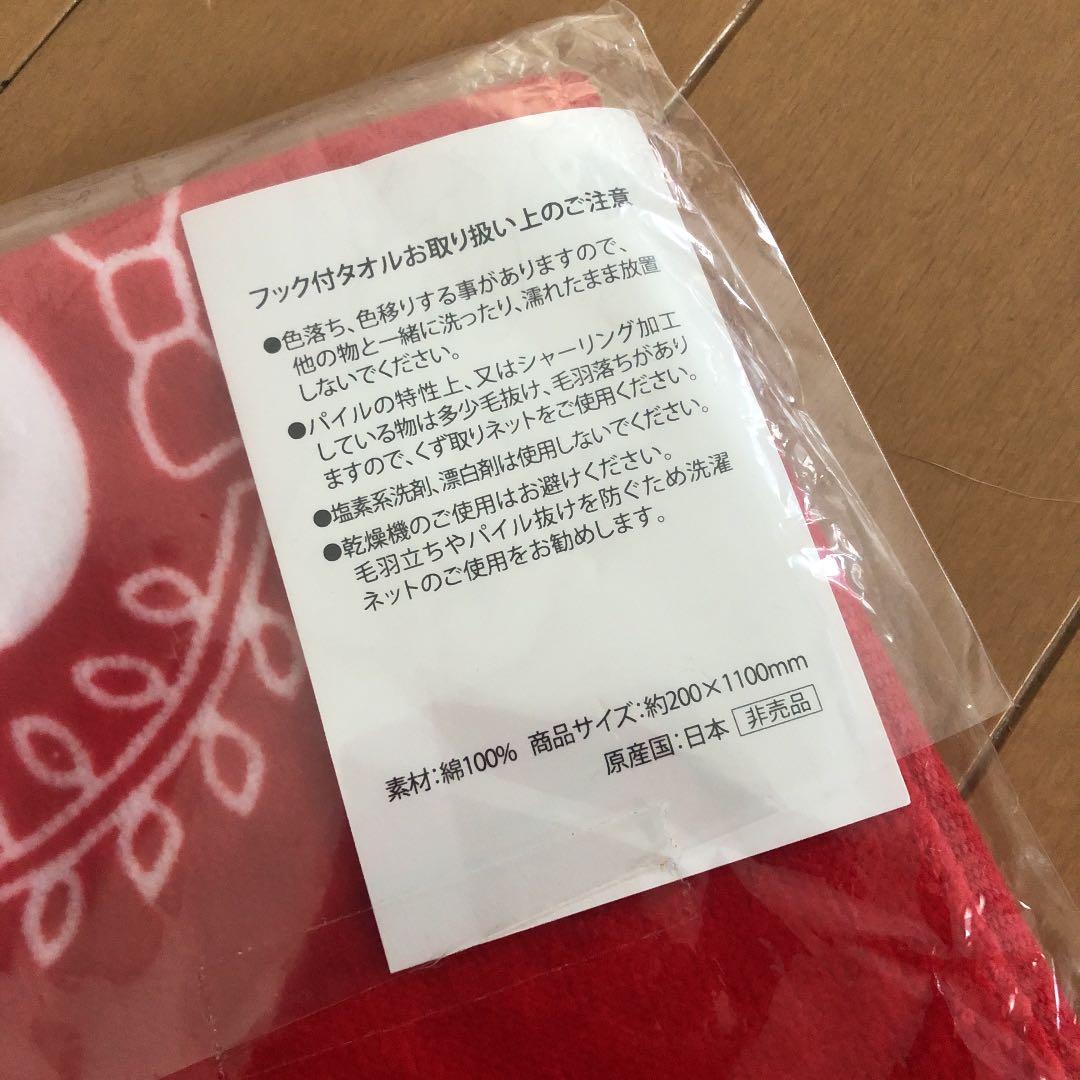 フック付タオルお取り扱い上のご注意
●色落ち、色移りする事がありますので、
他の物と一緒に洗ったり、濡れたまま放置
しないでください。
●パイルの特性上、又はシャーリング加工
している物は多少毛抜け、毛羽落ちがあり
ますので、くず取りネットをご使用ください。
●塩素系洗剤、漂白剤は使用しないでください。
●乾燥機のご使用はお避けください。
毛羽立ちやパイル抜けを防ぐため洗濯
ネットのご使用をお勧めします。
素材：綿100% 商品サイズ：約200×1100mm
原産国：日本 非売品